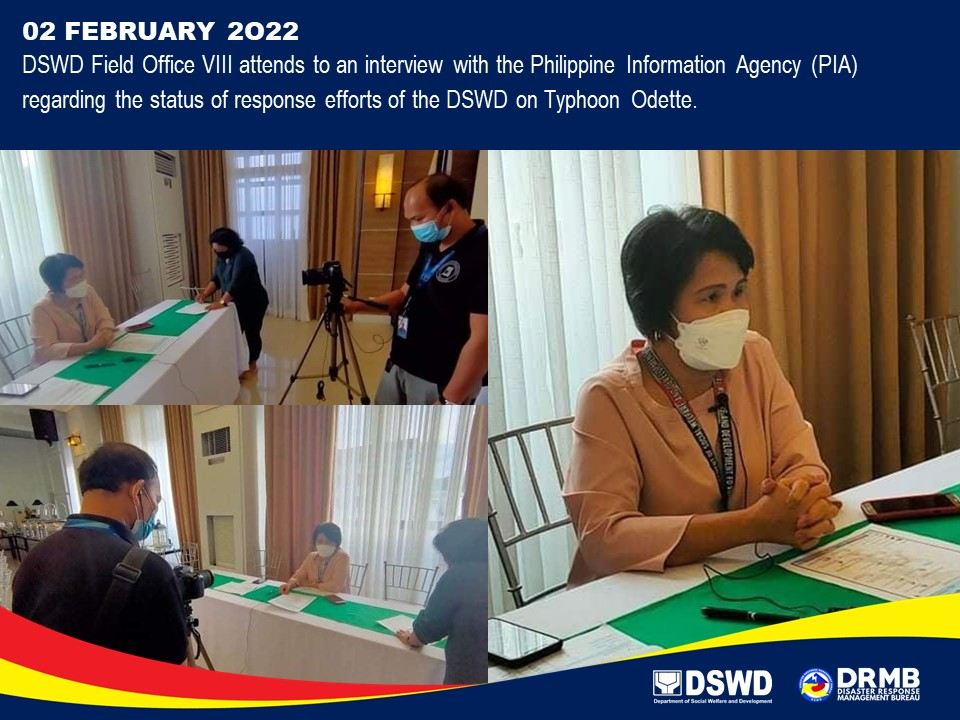 02 FEBRUARY 2O22
DSWD Field Office VIII attends to an interview with the Philippine Information Agency (PIA)
regarding the status of response efforts of the DSWD on Typhoon Odette.
DSWD
Department of Social Welfare and Development
DRMB
DISASTER RESPONSE
MANAGEMENT BUREAU